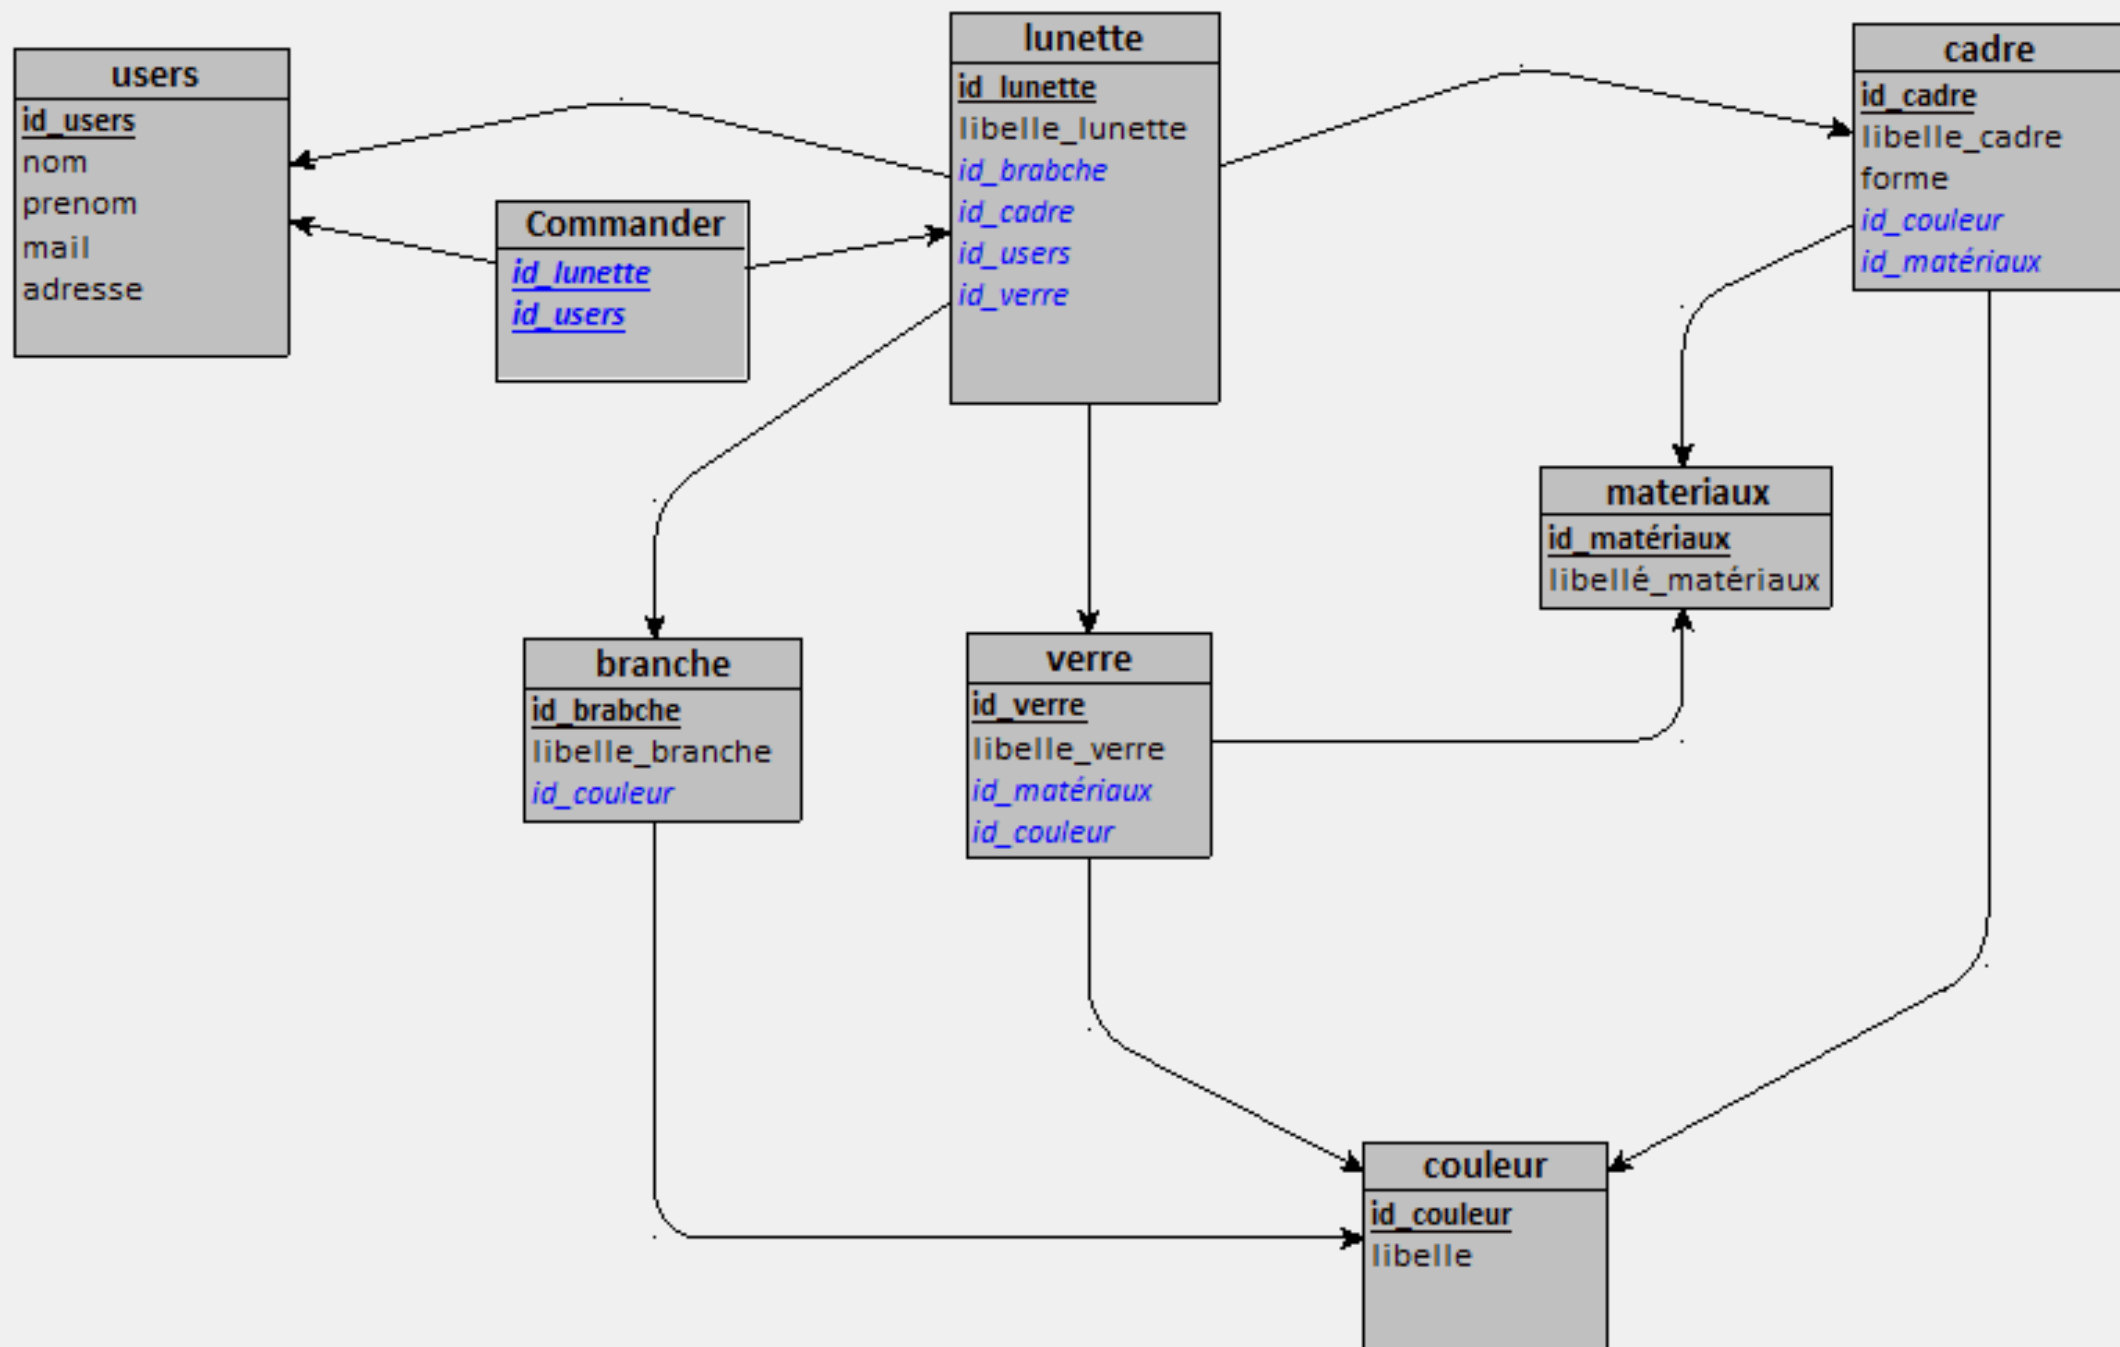 users
id_users
nom
prenom
mail
adresse
Commander
id_lunette
id_users
lunette
id_lunette
libelle_lunette
id_brabche
id_cadre
id_users
id_verre
cadre
id_cadre
libelle_cadre
forme
id_couleur
id_matériaux
materiaux
id_matériaux
libellé_matériaux
branche
id_brabche
libelle_branche
id_couleur
verre
id_verre
libelle_verre
id_matériaux
id_couleur
couleur
id_couleur
libelle